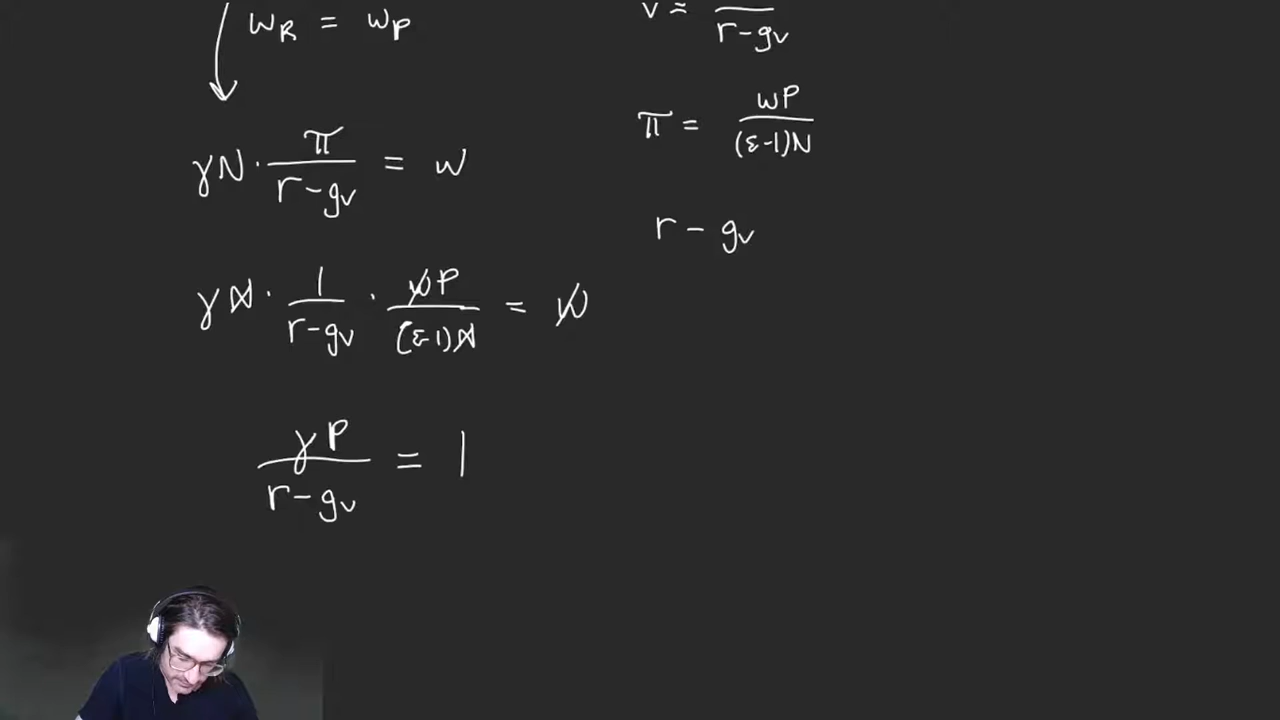 w_R = w_P
γN · π / (r - g_v) = w
γN · 1 / (r - g_v) · wP / ((ε-1)N) = w
γP / (r - g_v) = 1
v = / (r - g_v)
π = wP / ((ε-1)N)
r - g_v